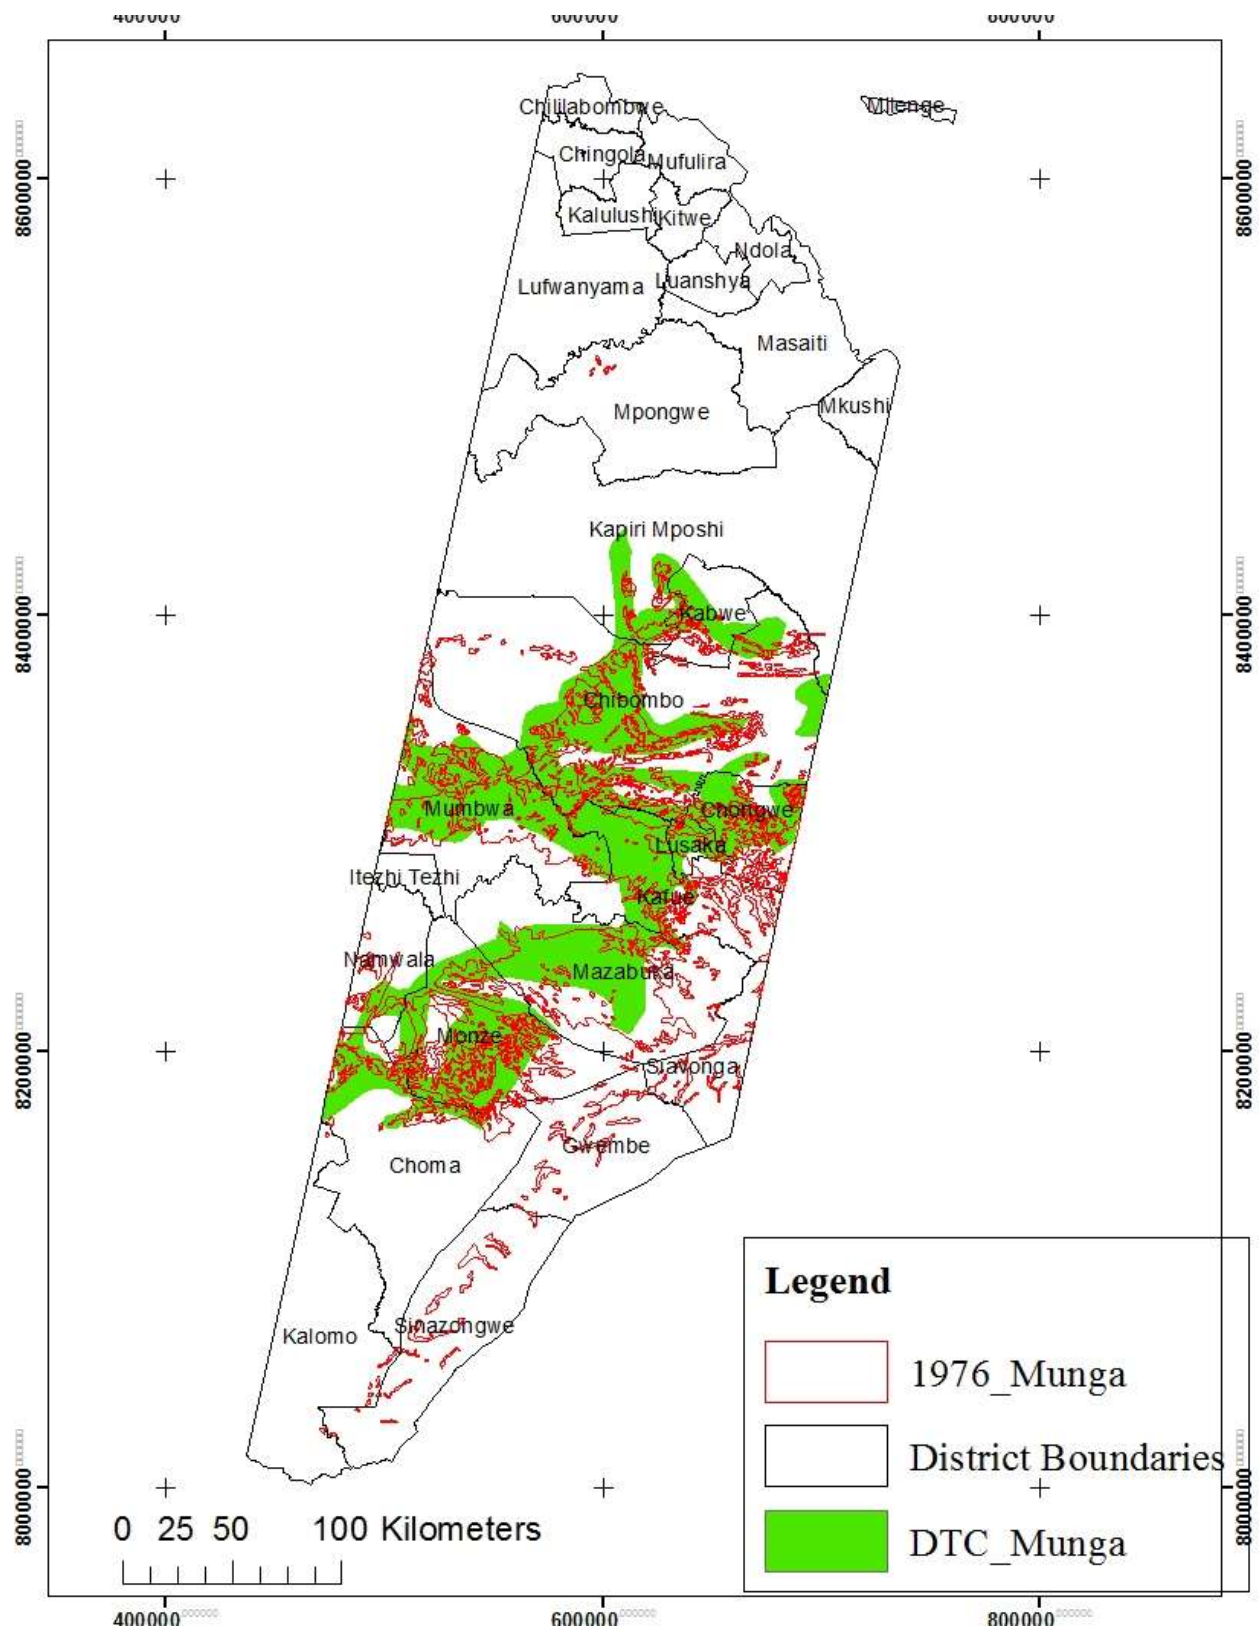 400000 600000 800000
Chililabombwe
Milenge
Chingola
Mufulira
8600000
8600000
Kalulushi
Kitwe
Ndola
Luanshya
Lufwanyama
Masaiti
Mkushi
Mpongwe
Kapiri Mposhi
8400000
Kabwe
8400000
Chibombo
Mumbwa
Chongwe
Lusaka
Itezhi Tezhi
Kafue
Namwala
Mazabuka
8200000
Monze
8200000
Siavonga
Gwembe
Choma
Sinazongwe
Kalomo
Legend
1976_Munga
District Boundaries
DTC_Munga
8000000
8000000
0 25 50 100 Kilometers
400000 600000 800000